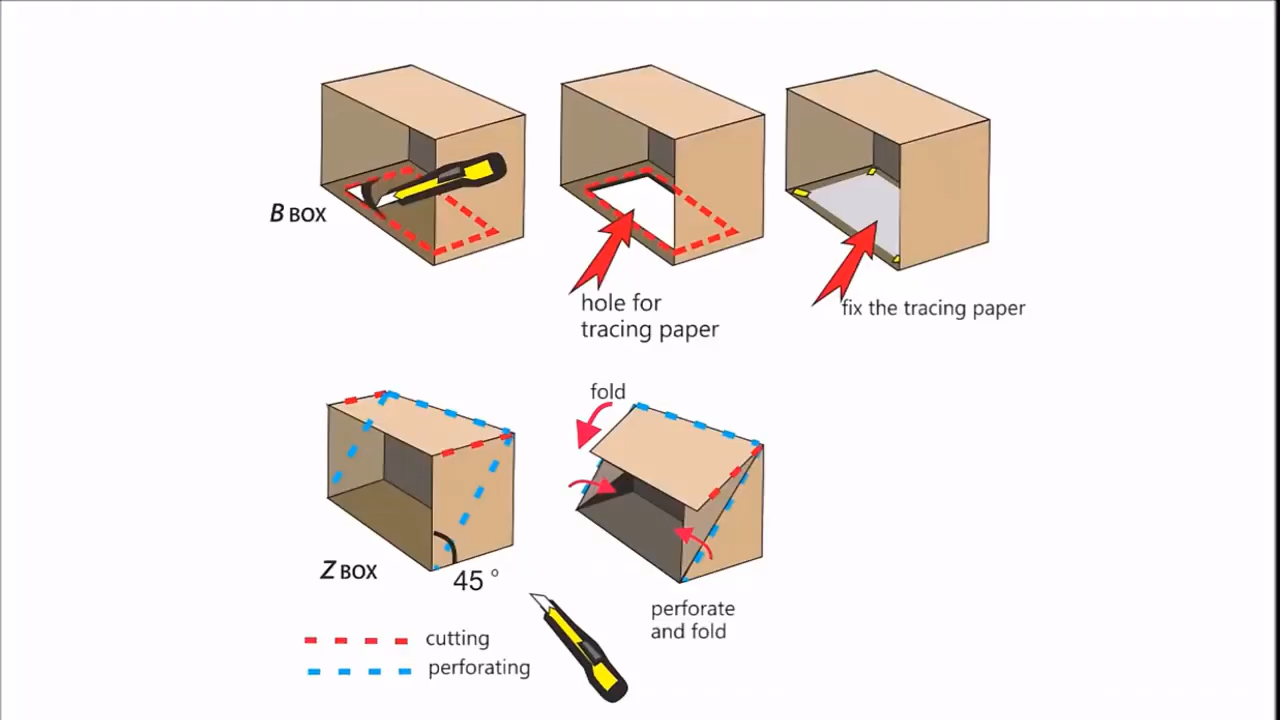 B BOX
hole for
tracing paper
fix the tracing paper
fold
Z BOX
45 °
perforate
and fold
cutting
perforating